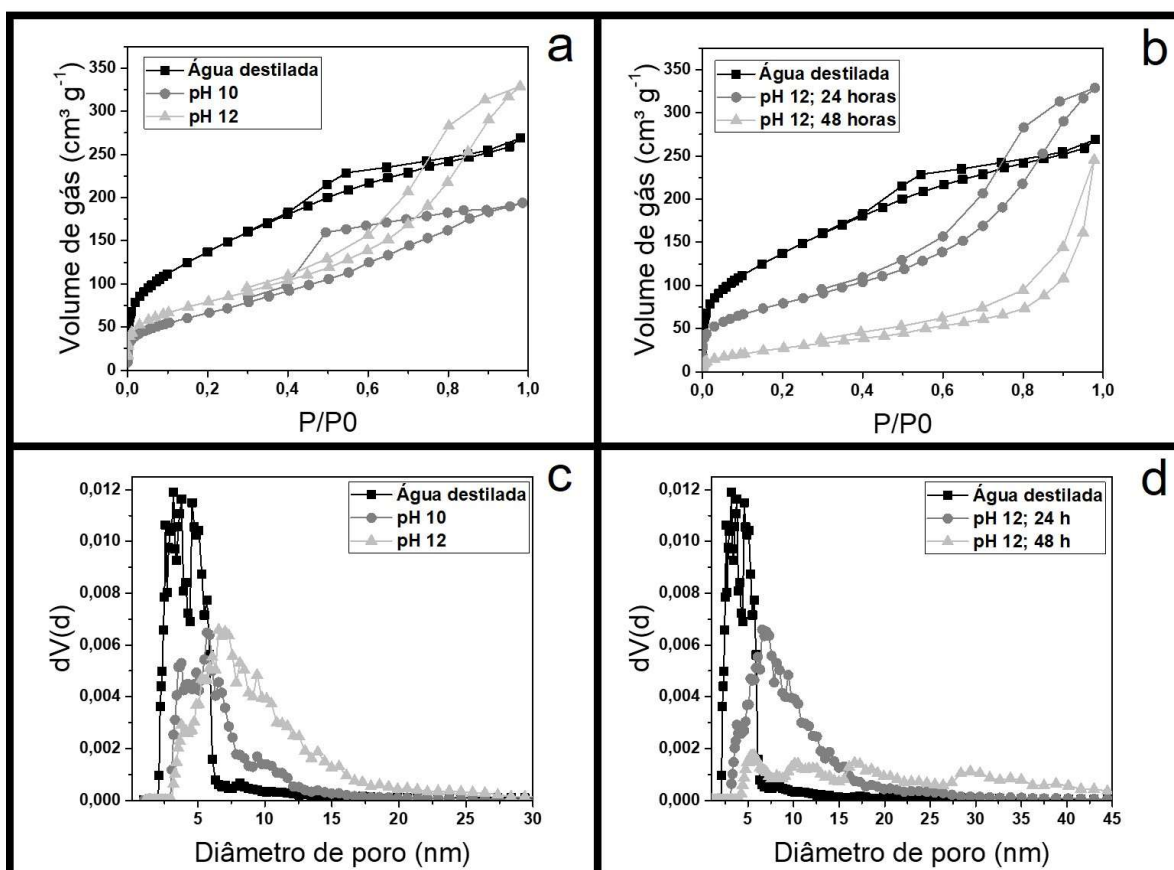 a
Volume de gás (cm³ g⁻¹)
350
300
250
200
150
100
50
0
Água destilada
pH 10
pH 12
0,0 0,2 0,4 0,6 0,8 1,0
P/P0
b
Volume de gás (cm³ g⁻¹)
350
300
250
200
150
100
50
0
Água destilada
pH 12; 24 horas
pH 12; 48 horas
0,0 0,2 0,4 0,6 0,8 1,0
P/P0
c
dV(d)
0,012
0,010
0,008
0,006
0,004
0,002
0,000
Água destilada
pH 10
pH 12
5 10 15 20 25 30
Diâmetro de poro (nm)
d
dV(d)
0,012
0,010
0,008
0,006
0,004
0,002
0,000
Água destilada
pH 12; 24 h
pH 12; 48 h
5 10 15 20 25 30 35 40 45
Diâmetro de poro (nm)